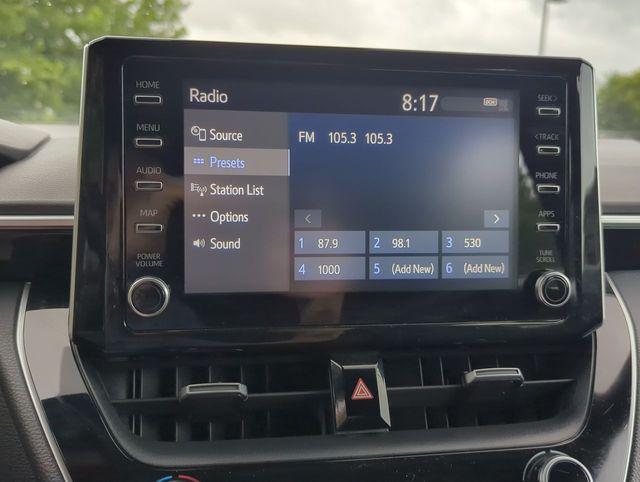 HOME
MENU
AUDIO
MAP
POWER
VOLUME
Radio
8:17
DCM
Source
Presets
Station List
Options
Sound
FM 105.3 105.3
< >
1 87.9
2 98.1
3 530
4 1000
5 (Add New)
6 (Add New)
SEEK>
<TRACK
PHONE
APPS
TUNE
SCROLL